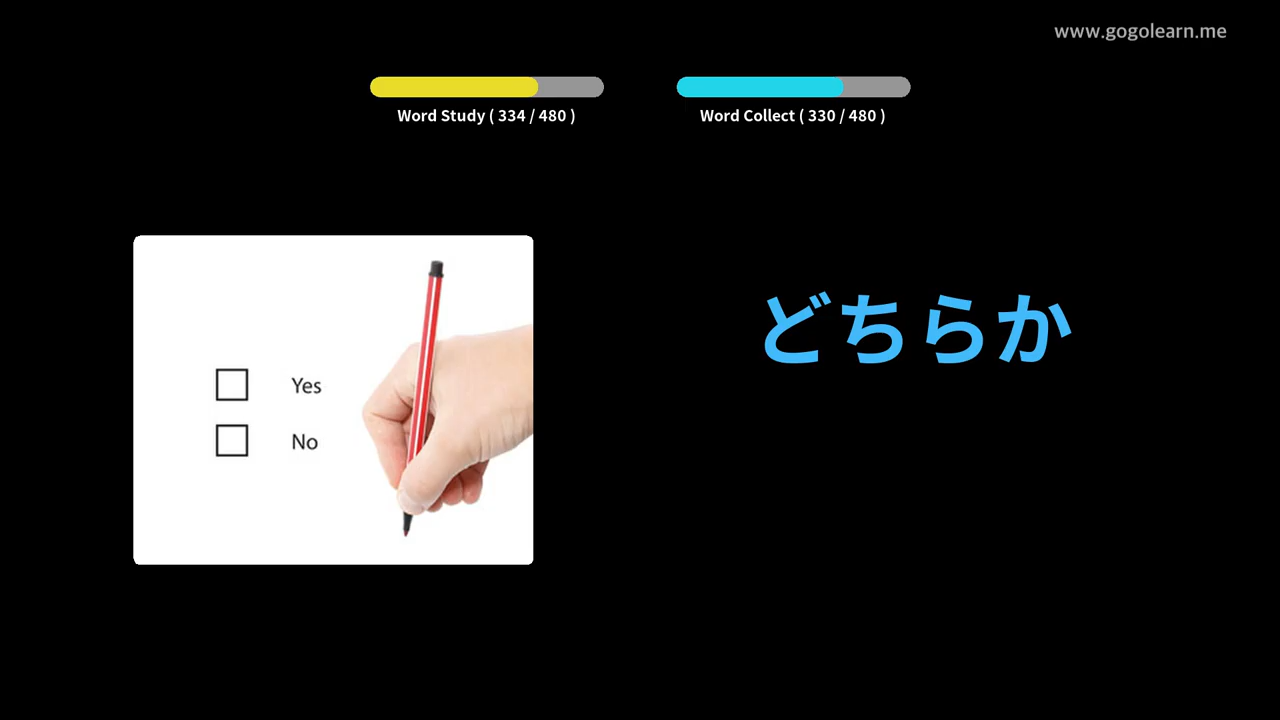 www.gogolearn.me
Word Study ( 334 / 480 )
Word Collect ( 330 / 480 )
Yes
No
どちらか